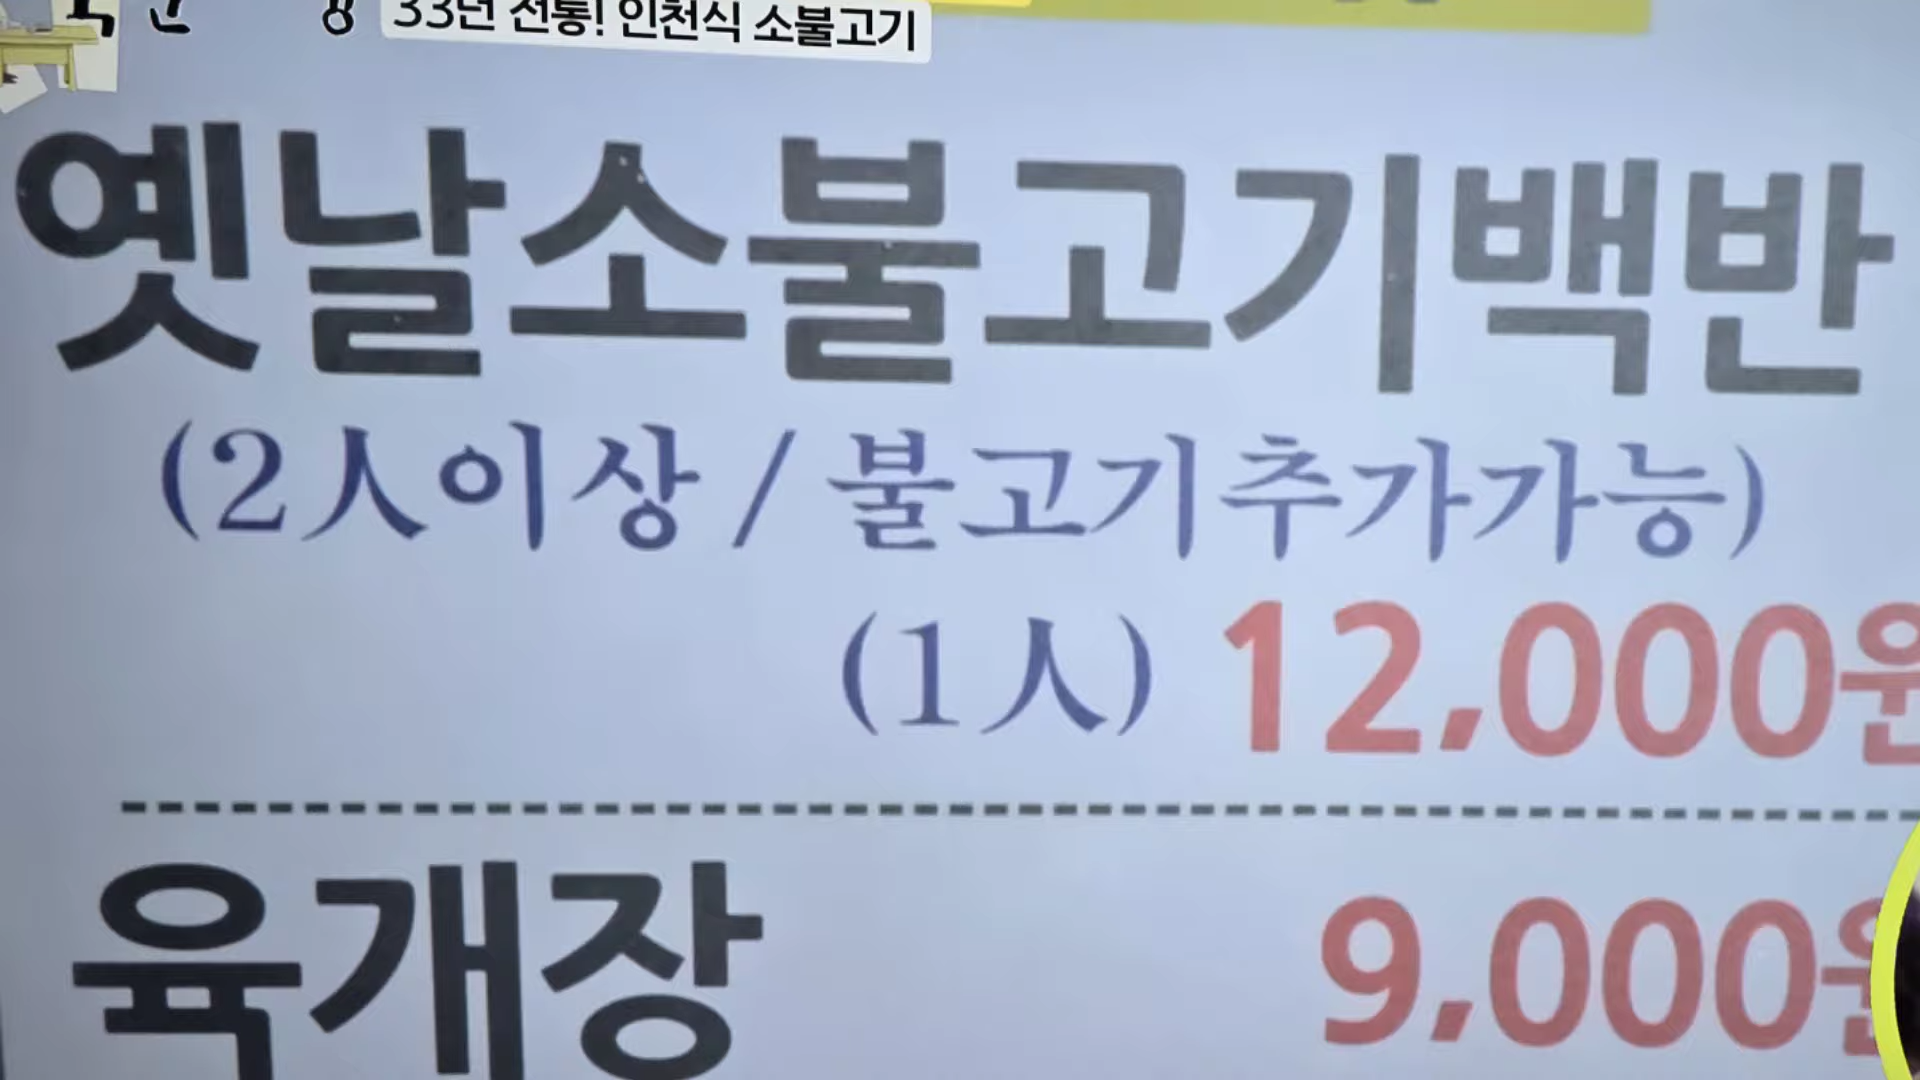 33년 전통! 인천식 소불고기
옛날소불고기백반
(2人이상 / 불고기추가가능)
(1人) 12,000원
육개장 9,000원